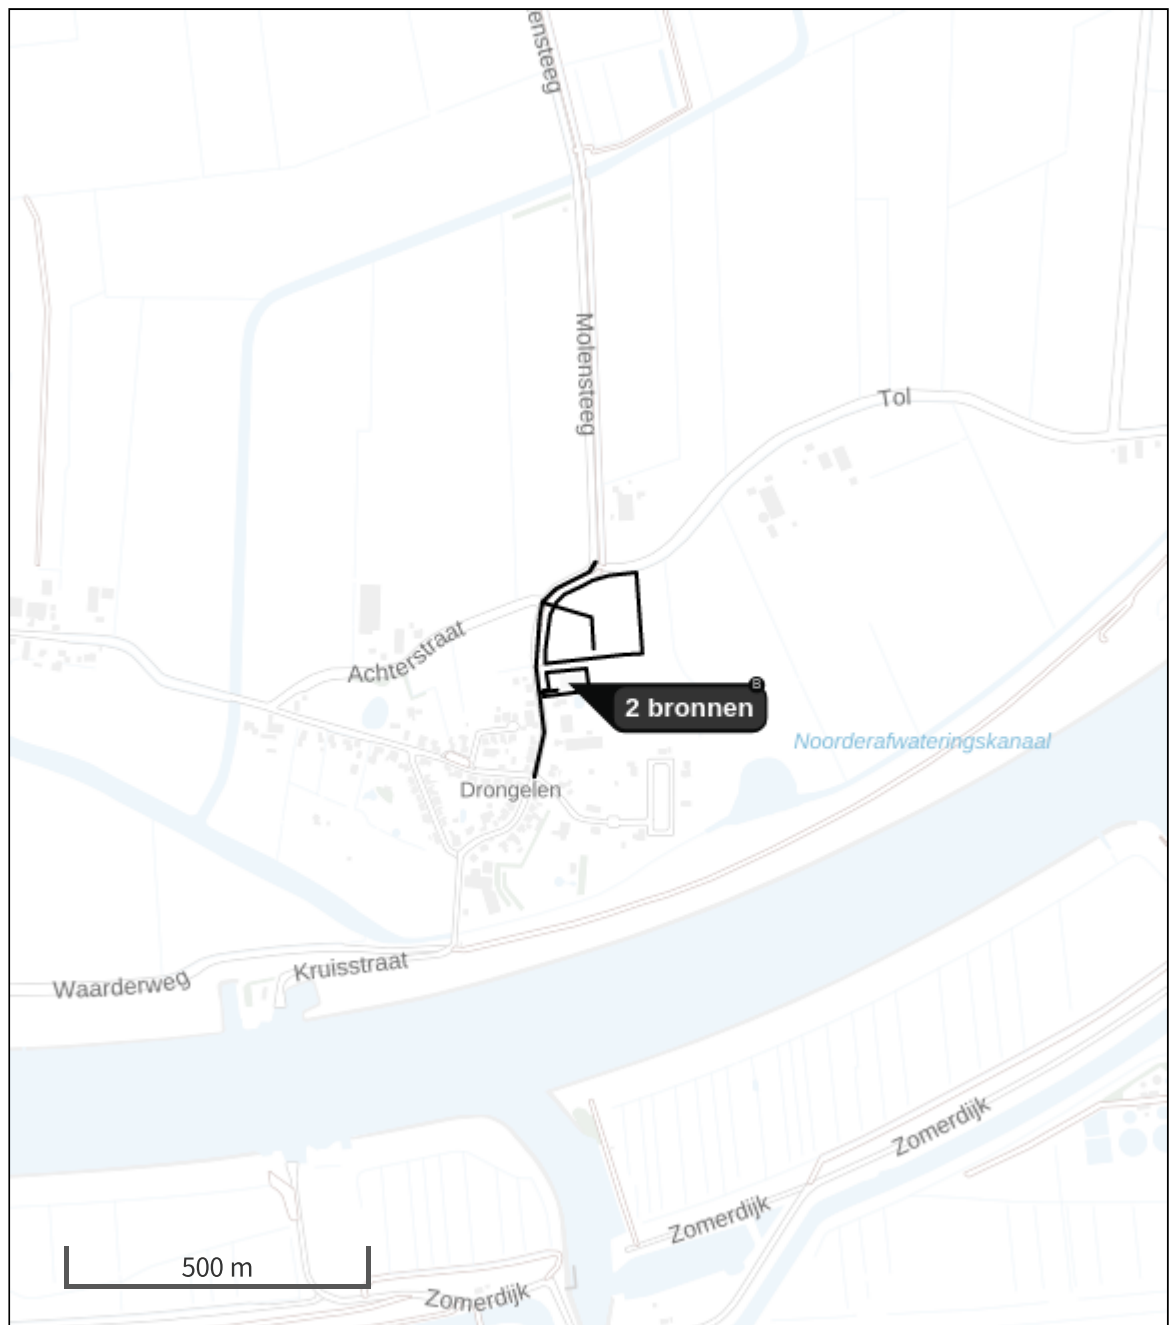 ensteeg
Molensteeg
Tol
Achterstraat
B
2 bronnen
Noorderafwateringskanaal
Drongelen
Kruisstraat
Waarderweg
Zomerdijk
Zomerdijk
500 m
Zomerdijk